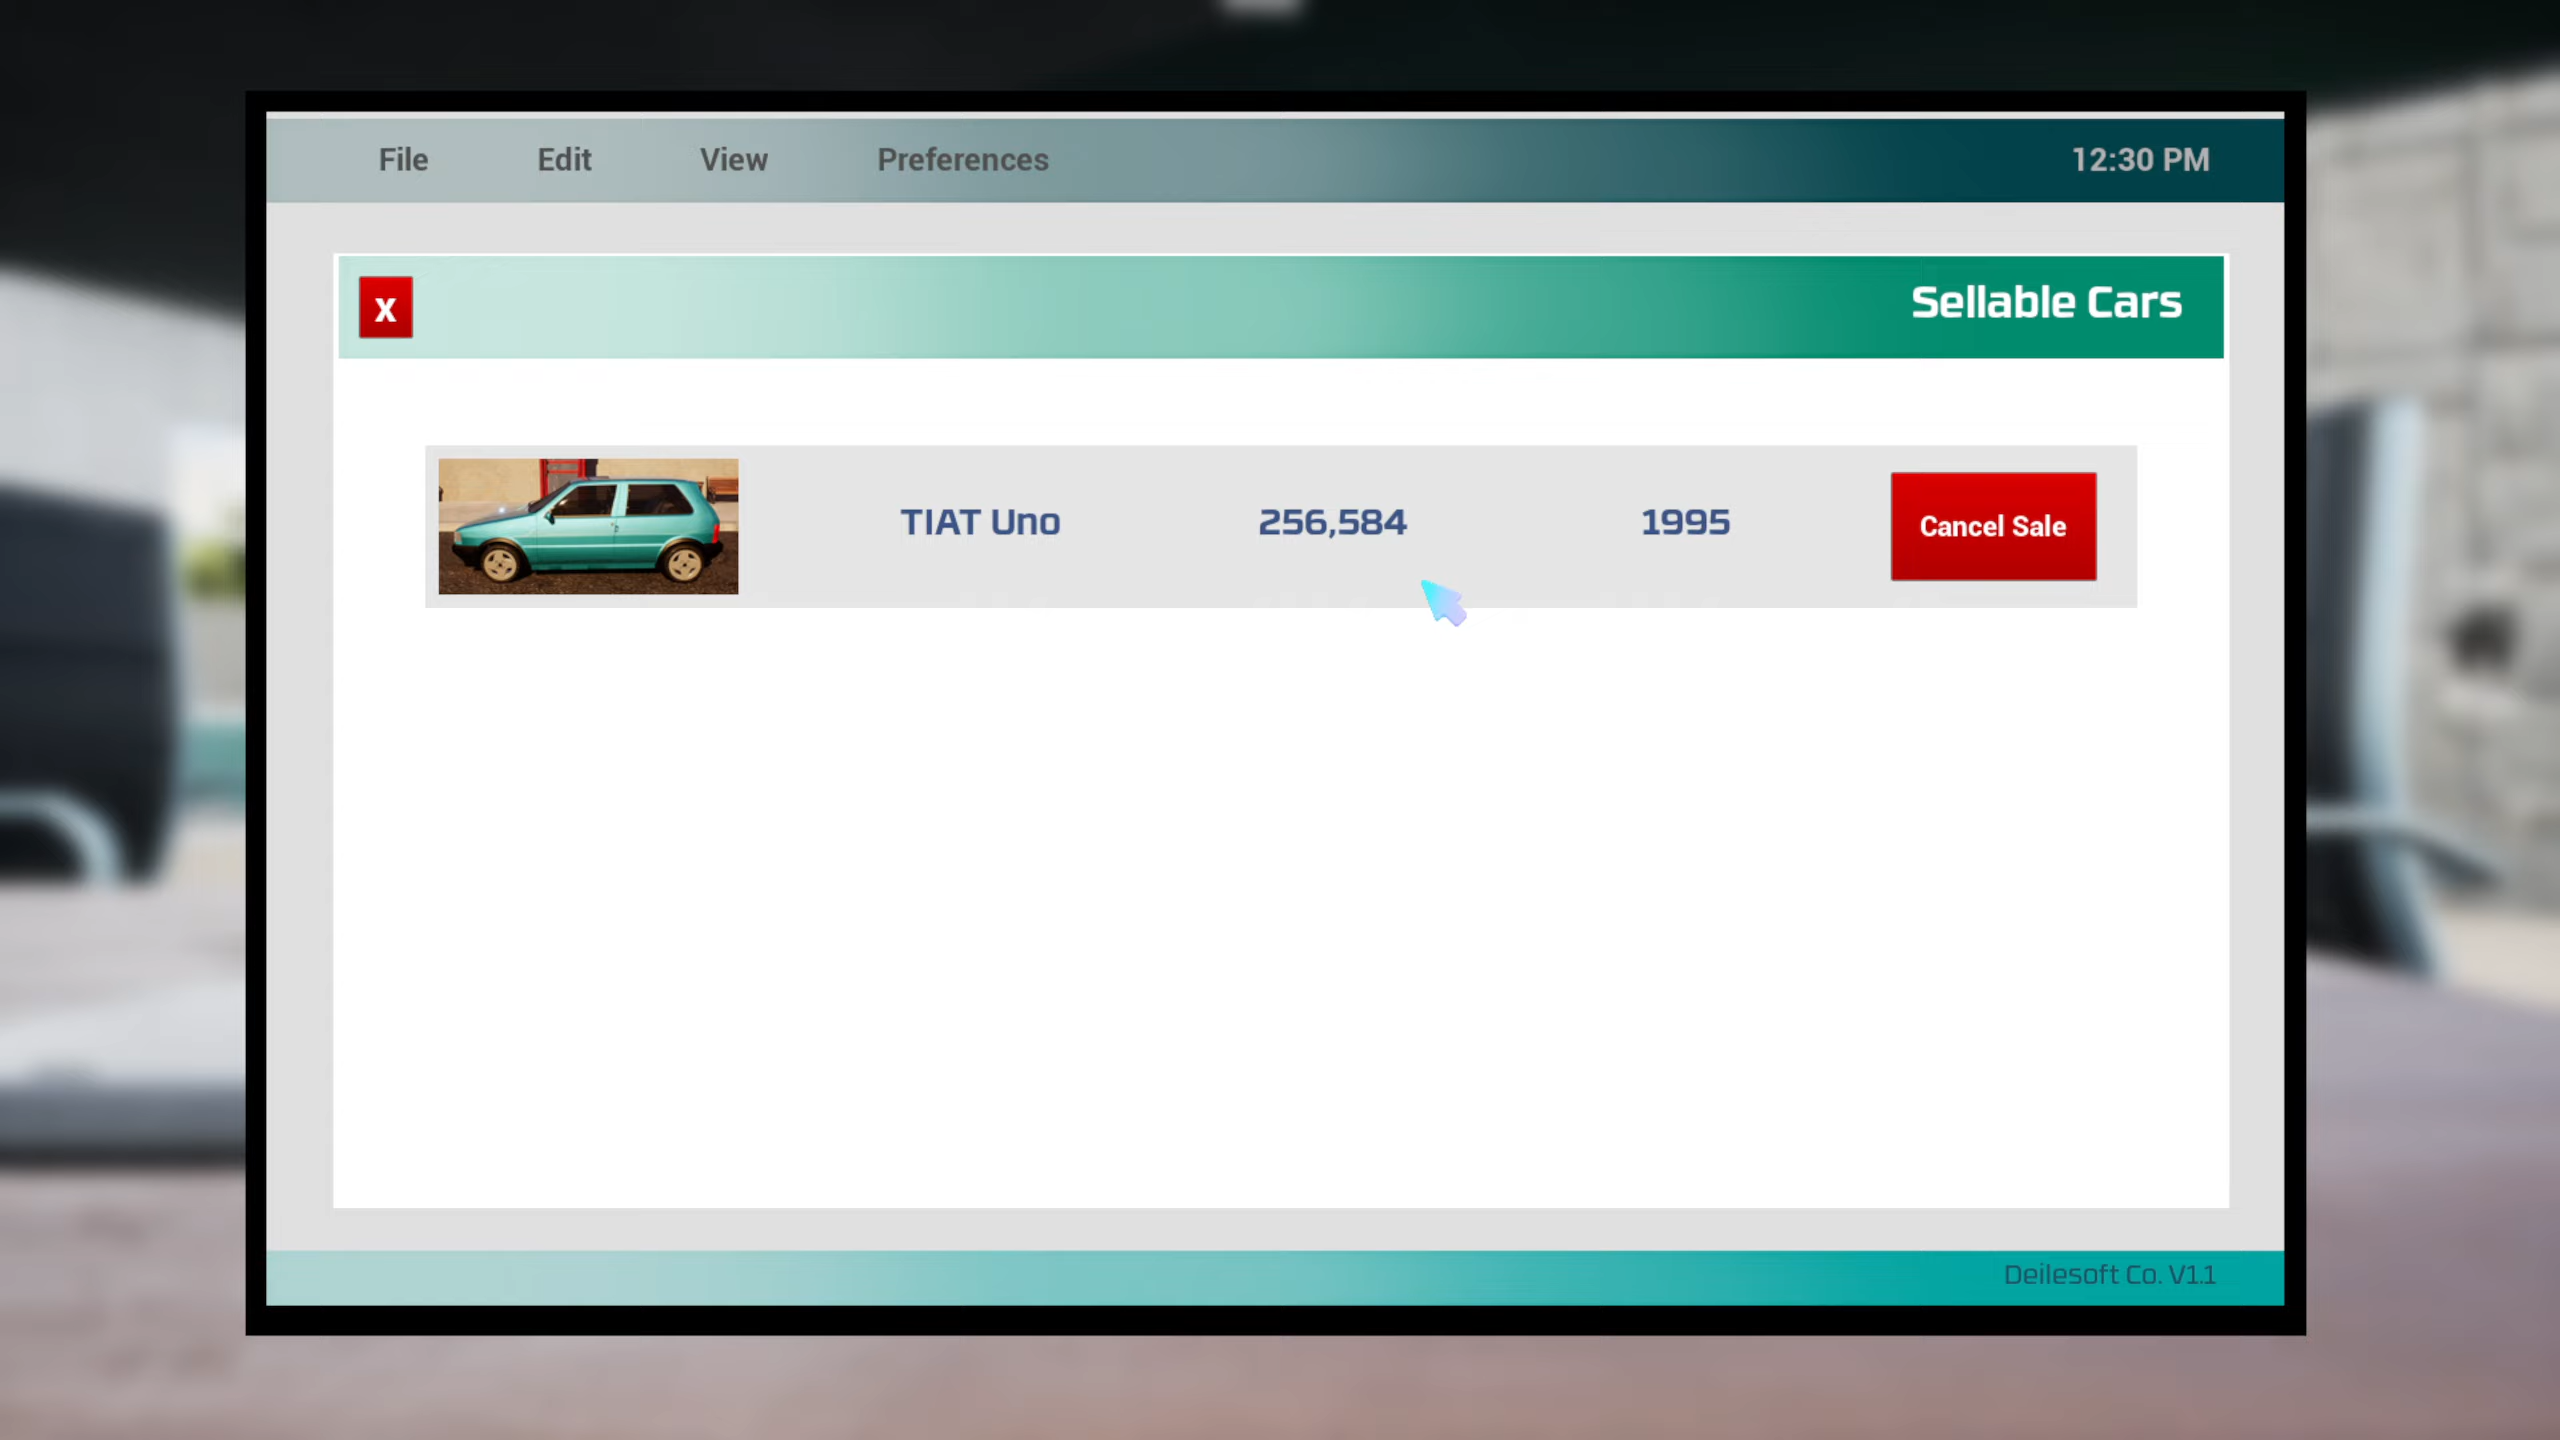 File Edit View Preferences 12:30 PM
X Sellable Cars
TIAT Uno 256,584 1995 Cancel Sale
Deilesoft Co. V1.1